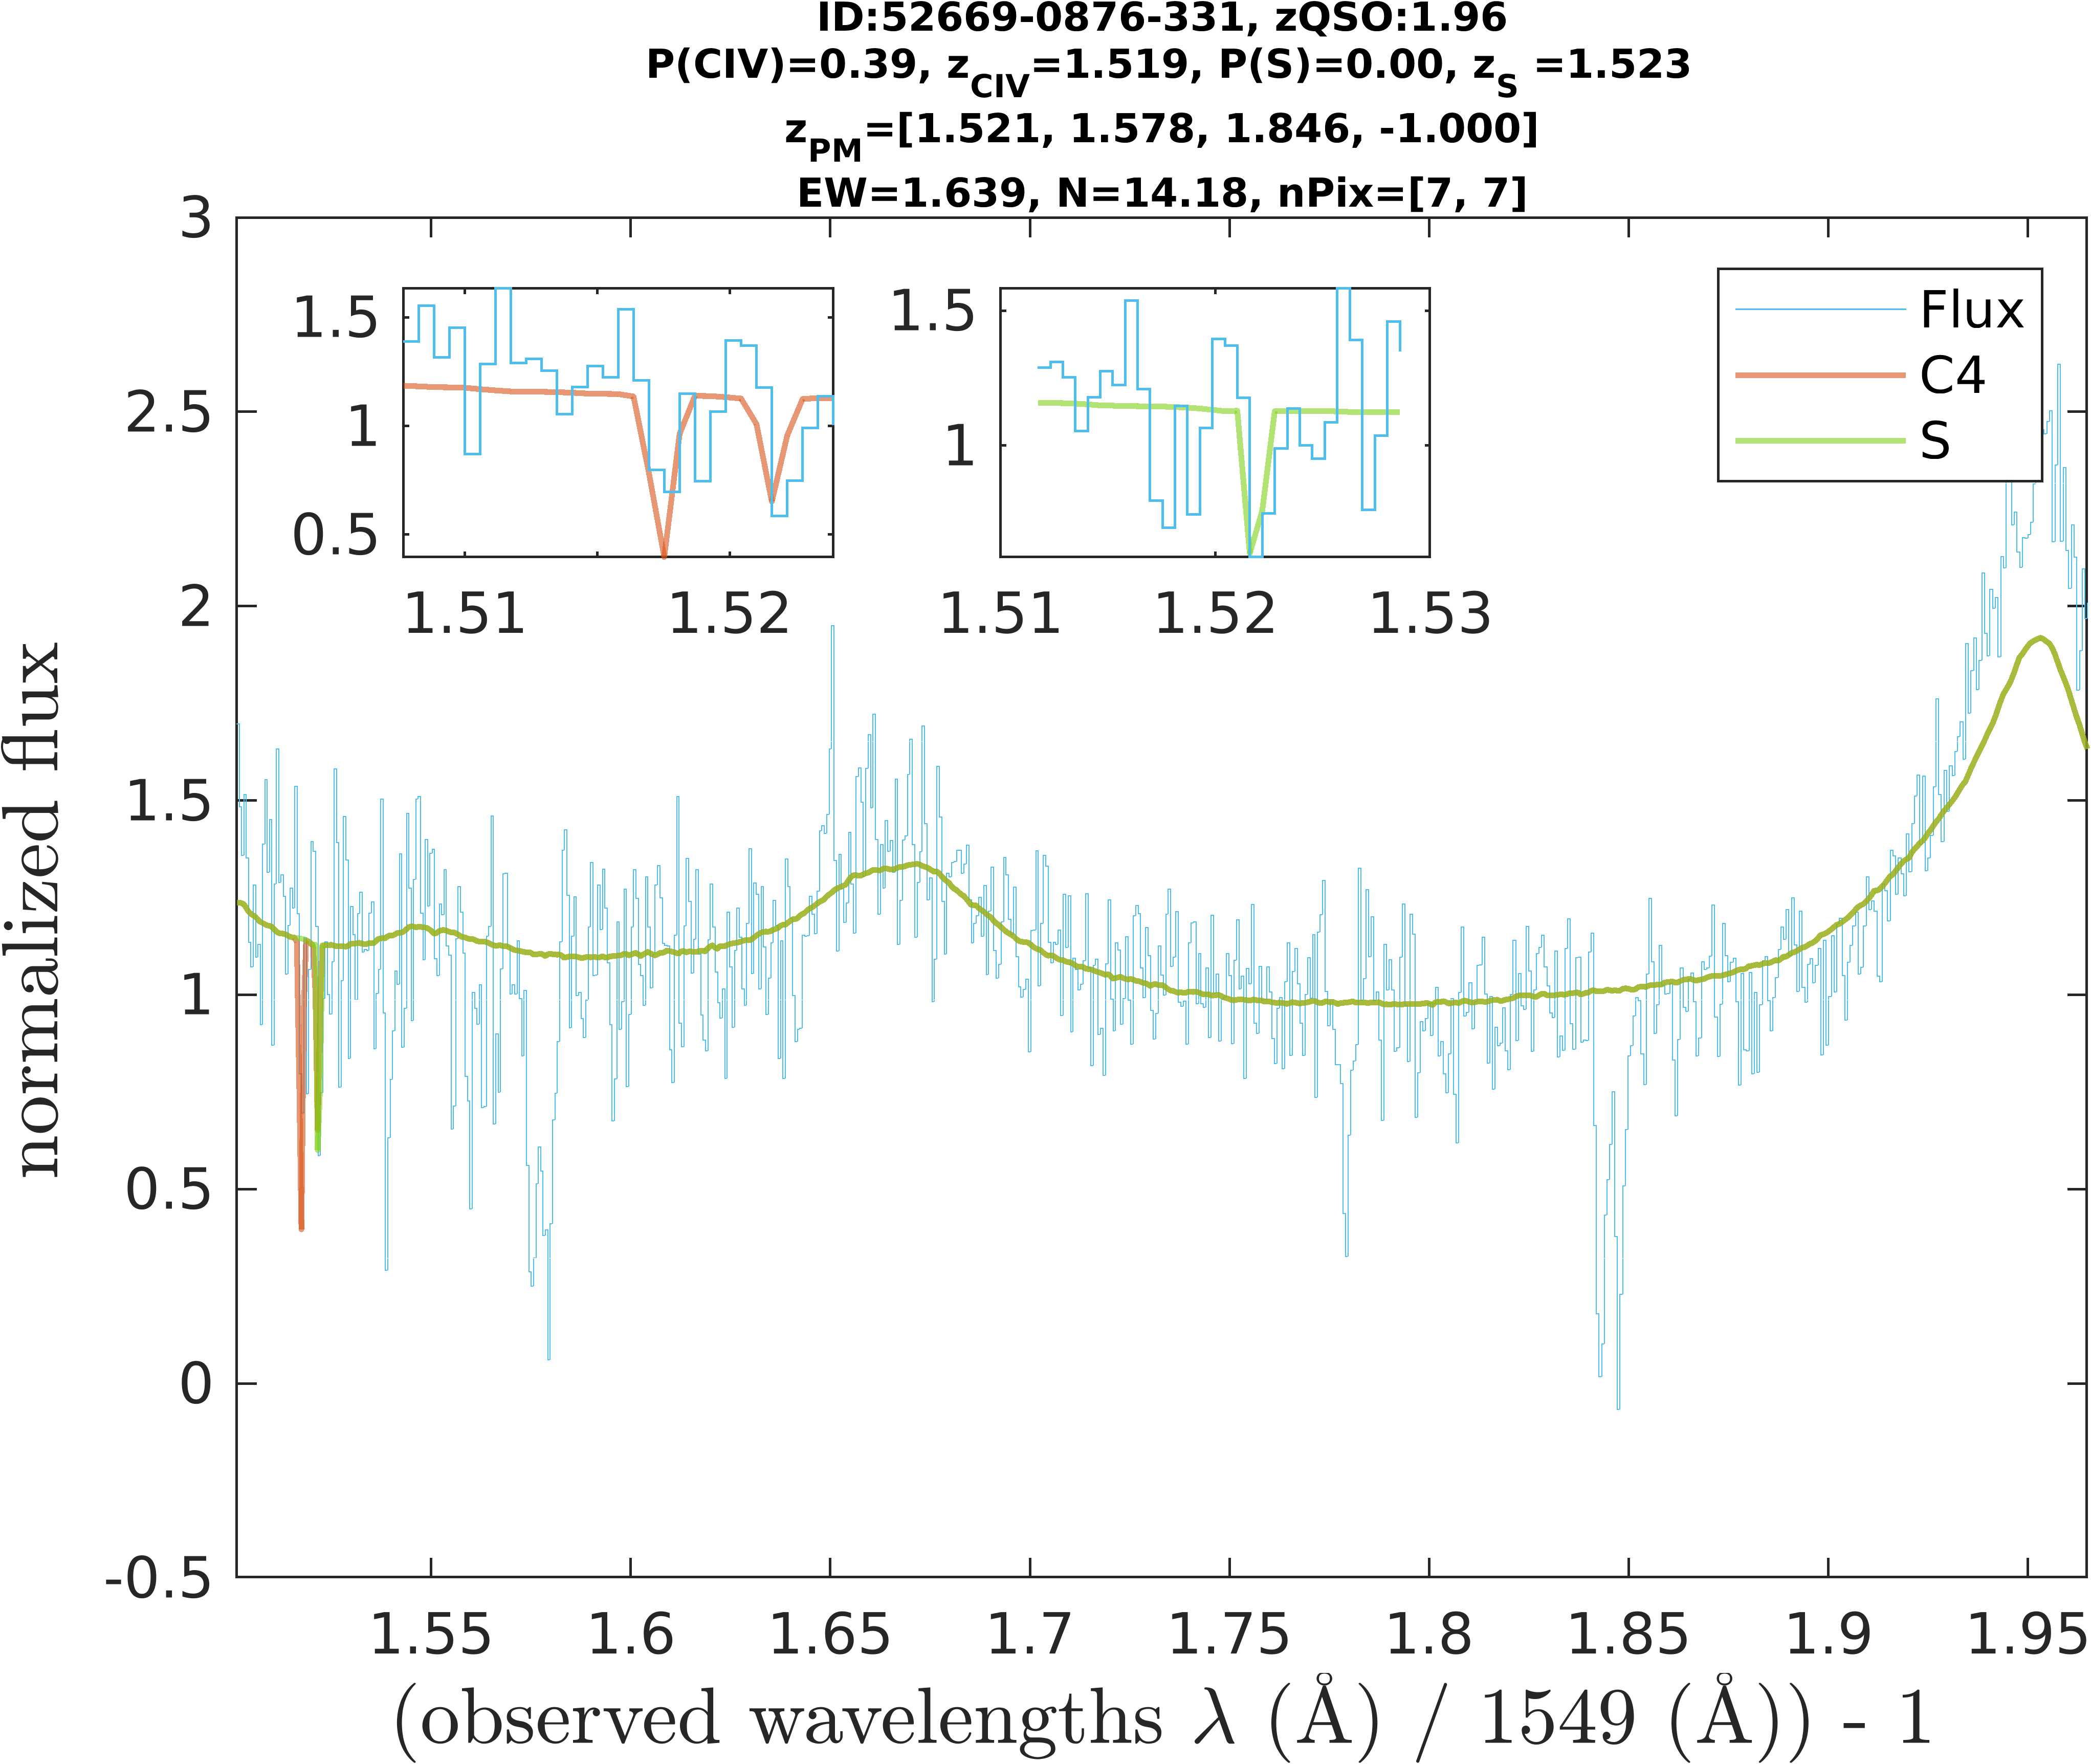 ID:52669-0876-331, zQSO:1.96
P(CIV)=0.39, z_CIV=1.519, P(S)=0.00, z_S =1.523
z_PM=[1.521, 1.578, 1.846, -1.000]
EW=1.639, N=14.18, nPix=[7, 7]
3
2.5
2
1.5
1
0.5
0
-0.5
normalized flux
1.5
1
0.5
1.51 1.52
1.5
1
1.51 1.52 1.53
Flux
C4
S
1.55 1.6 1.65 1.7 1.75 1.8 1.85 1.9 1.95
(observed wavelengths λ (Å) / 1549 (Å)) - 1